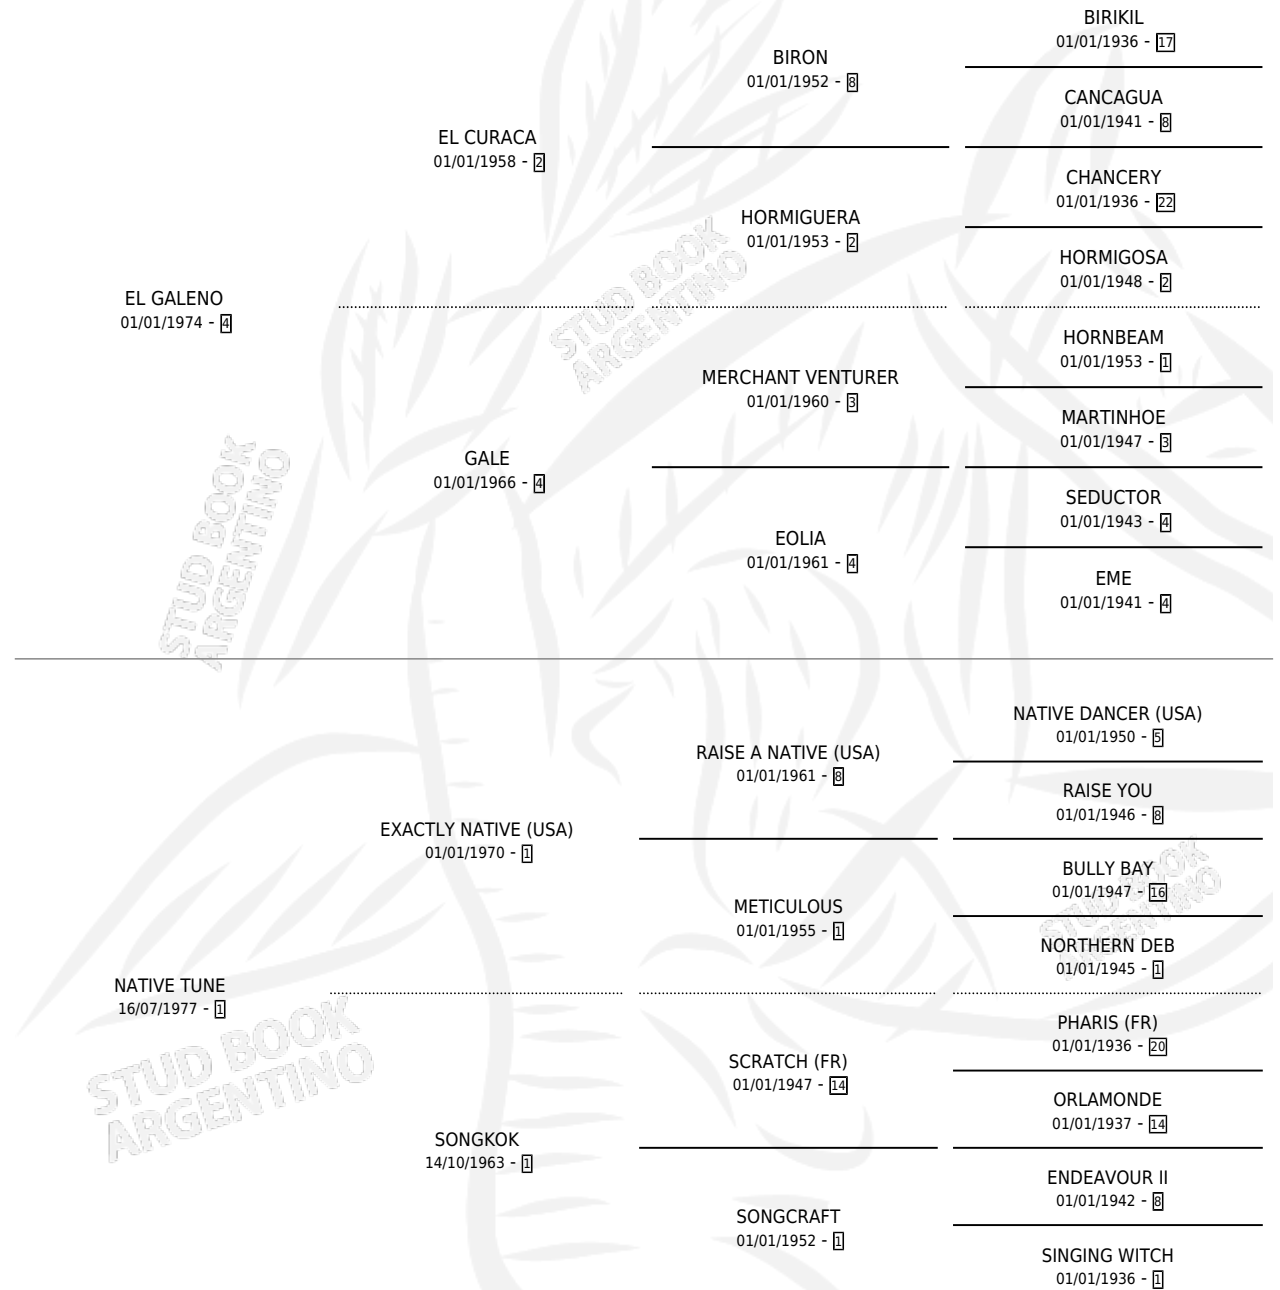 BIRIKIL
01/01/1936 - 17
BIRON
01/01/1952 - 8
CANCAGUA
01/01/1941 - 8
EL CURACA
01/01/1958 - 2
CHANCERY
01/01/1936 - 22
HORMIGUERA
01/01/1953 - 2
HORMIGOSA
01/01/1948 - 2
EL GALENO
01/01/1974 - 4
HORNBEAM
01/01/1953 - 1
MERCHANT VENTURER
01/01/1960 - 3
MARTINHOE
01/01/1947 - 3
GALE
01/01/1966 - 4
SEDUCTOR
01/01/1943 - 4
EOLIA
01/01/1961 - 4
EME
01/01/1941 - 4
STUD BOOK
ARGENTINO
STUD BOOK
ARGENTINO
NATIVE DANCER (USA)
01/01/1950 - 5
RAISE A NATIVE (USA)
01/01/1961 - 8
RAISE YOU
01/01/1946 - 8
EXACTLY NATIVE (USA)
01/01/1970 - 1
BULLY BAY
01/01/1947 - 16
METICULOUS
01/01/1955 - 1
NORTHERN DEB
01/01/1945 - 1
STUD BOOK
ARGENTINO
NATIVE TUNE
16/07/1977 - 1
PHARIS (FR)
01/01/1936 - 20
SCRATCH (FR)
01/01/1947 - 14
ORLAMONDE
01/01/1937 - 14
STUD BOOK
ARGENTINO
SONGKOK
14/10/1963 - 1
ENDEAVOUR II
01/01/1942 - 8
SONGCRAFT
01/01/1952 - 1
SINGING WITCH
01/01/1936 - 1